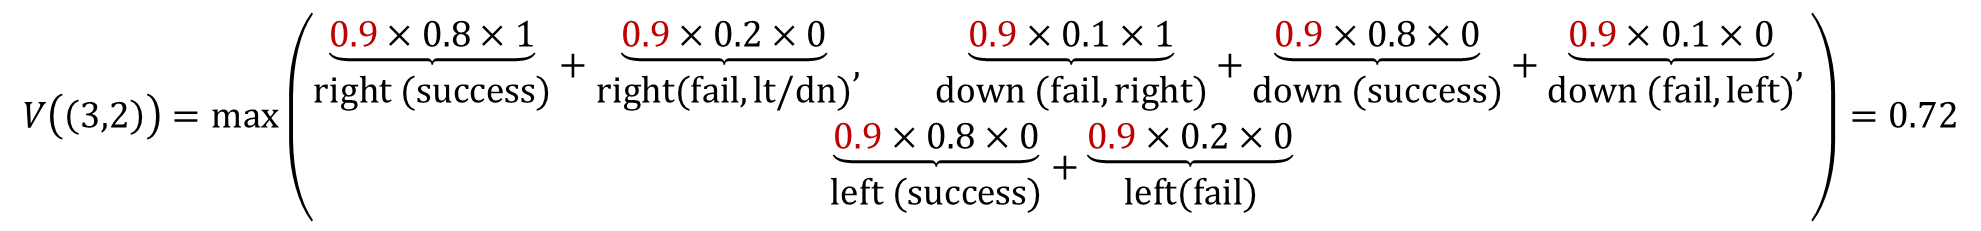 V((3,2)) = max( 0.9 × 0.8 × 1 + 0.9 × 0.2 × 0, 0.9 × 0.1 × 1 + 0.9 × 0.8 × 0 + 0.9 × 0.1 × 0,
right (success) right(fail, lt/dn) down (fail, right) down (success) down (fail, left)
0.9 × 0.8 × 0 + 0.9 × 0.2 × 0 ) = 0.72
left (success) left(fail)